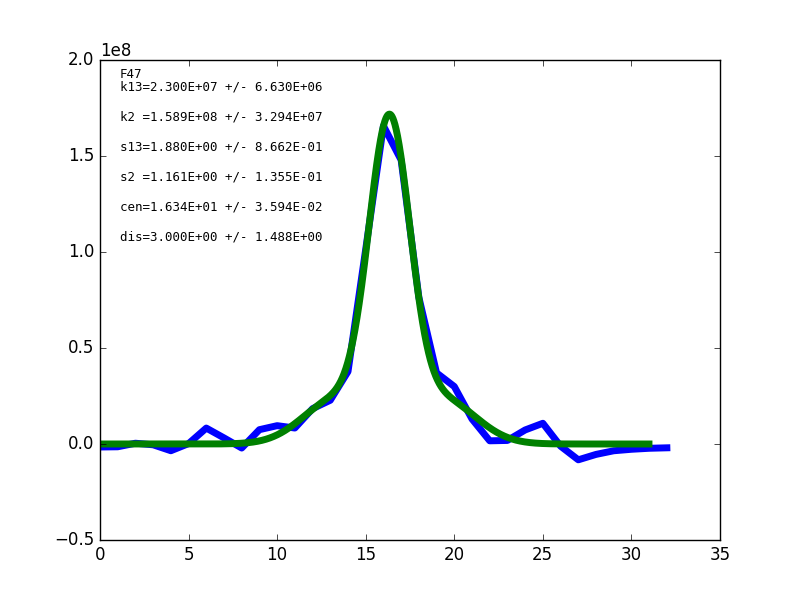 1e8
2.0
1.5
1.0
0.5
0.0
−0.5
F47
k13=2.300E+07 +/- 6.630E+06
k2 =1.589E+08 +/- 3.294E+07
s13=1.880E+00 +/- 8.662E-01
s2 =1.161E+00 +/- 1.355E-01
cen=1.634E+01 +/- 3.594E-02
dis=3.000E+00 +/- 1.488E+00
0 5 10 15 20 25 30 35